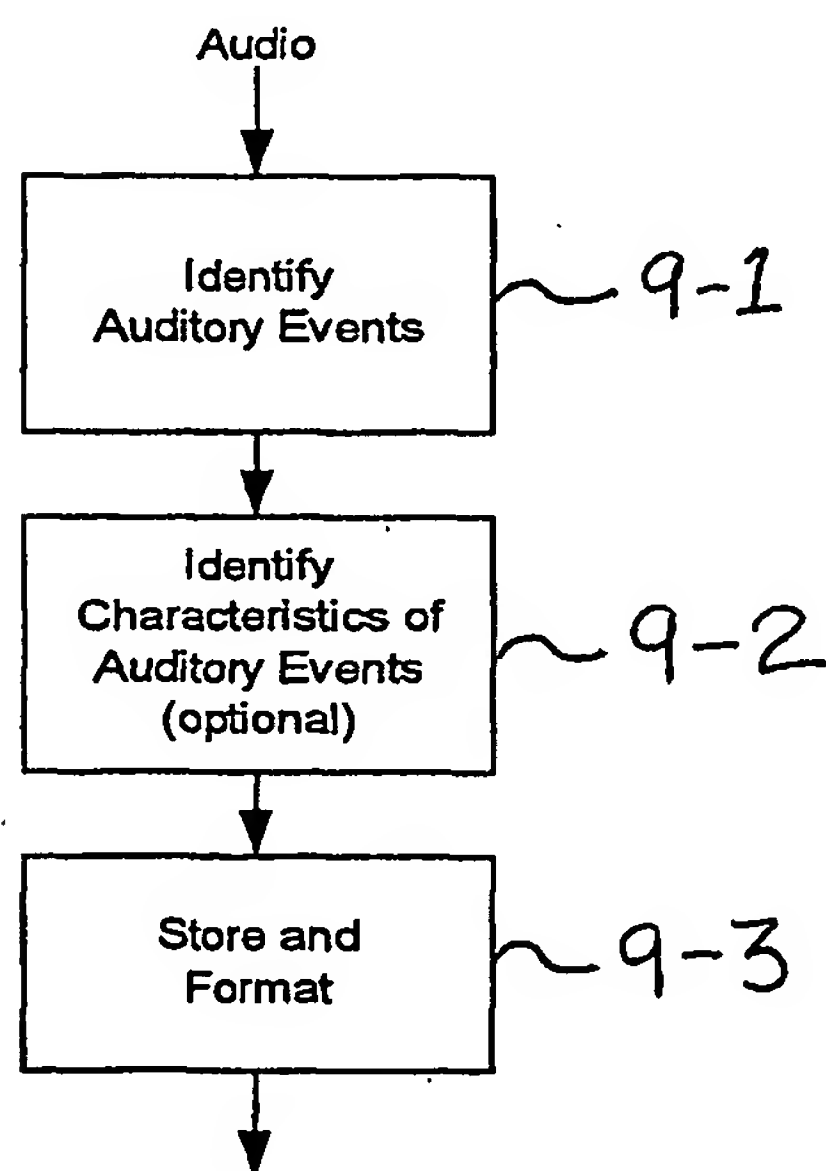 Audio
Identify
Auditory Events
9-1
Identify
Characteristics of
Auditory Events
(optional)
9-2
Store and
Format
9-3